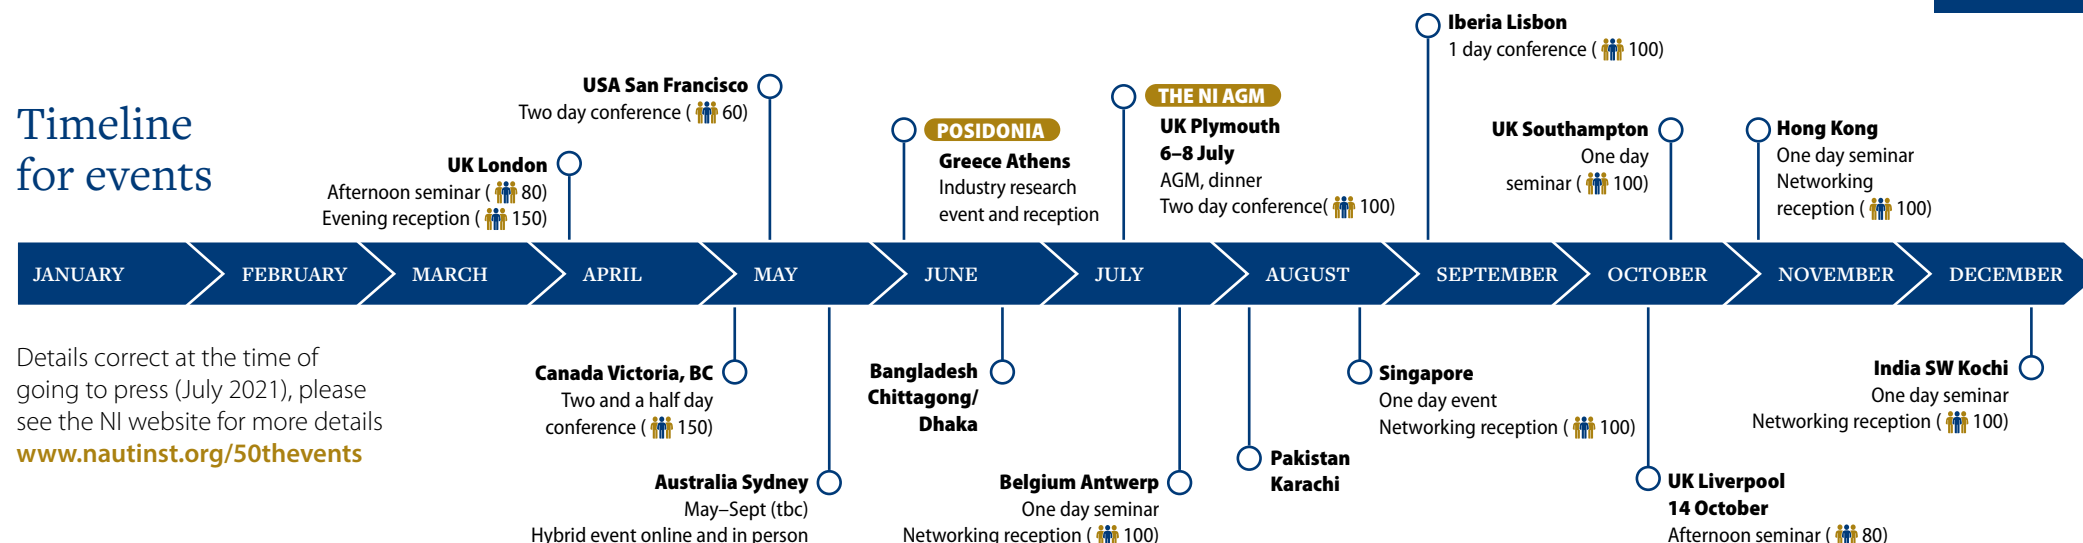 Timeline
for events
UK London
Afternoon seminar ( 80)
Evening reception ( 150)
USA San Francisco
Two day conference ( 60)
POSIDONIA
Greece Athens
Industry research
event and reception
THE NI AGM
UK Plymouth
6–8 July
AGM, dinner
Two day conference( 100)
Iberia Lisbon
1 day conference ( 100)
UK Southampton
One day
seminar ( 100)
Hong Kong
One day seminar
Networking
reception ( 100)
JANUARY
FEBRUARY
MARCH
APRIL
MAY
JUNE
JULY
AUGUST
SEPTEMBER
OCTOBER
NOVEMBER
DECEMBER
Details correct at the time of
going to press (July 2021), please
see the NI website for more details
www.nautinst.org/50thevents
Canada Victoria, BC
Two and a half day
conference ( 150)
Australia Sydney
May–Sept (tbc)
Hybrid event online and in person
Bangladesh
Chittagong/
Dhaka
Belgium Antwerp
One day seminar
Networking reception ( 100)
Pakistan
Karachi
Singapore
One day event
Networking reception ( 100)
UK Liverpool
14 October
Afternoon seminar ( 80)
India SW Kochi
One day seminar
Networking reception ( 100)